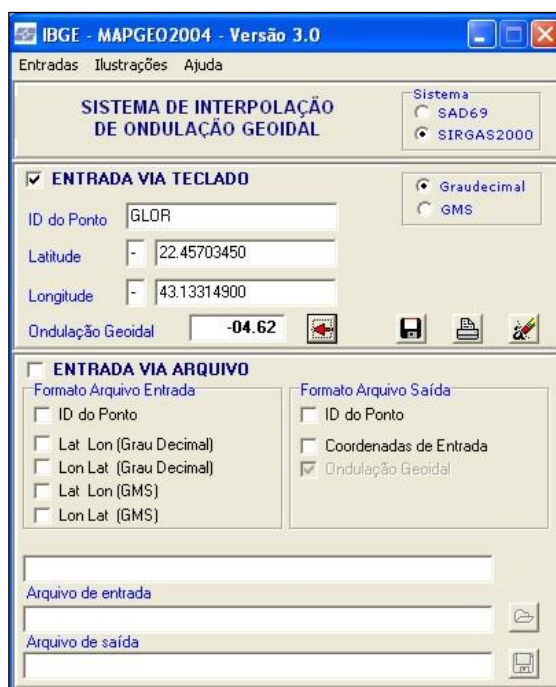 IBGE - MAPGEO2004 - Versão 3.0
Entradas Ilustrações Ajuda
SISTEMA DE INTERPOLAÇÃO
DE ONDULAÇÃO GEOIDAL
Sistema
SAD69
SIRGAS2000
ENTRADA VIA TECLADO
Graudecimal
GMS
ID do Ponto GLOR
Latitude - 22.45703450
Longitude - 43.13314900
Ondulação Geoidal -04.62
ENTRADA VIA ARQUIVO
Formato Arquivo Entrada
ID do Ponto
Lat Lon (Grau Decimal)
Lon Lat (Grau Decimal)
Lat Lon (GMS)
Lon Lat (GMS)
Formato Arquivo Saída
ID do Ponto
Coordenadas de Entrada
Ondulação Geoidal
Arquivo de entrada
Arquivo de saída